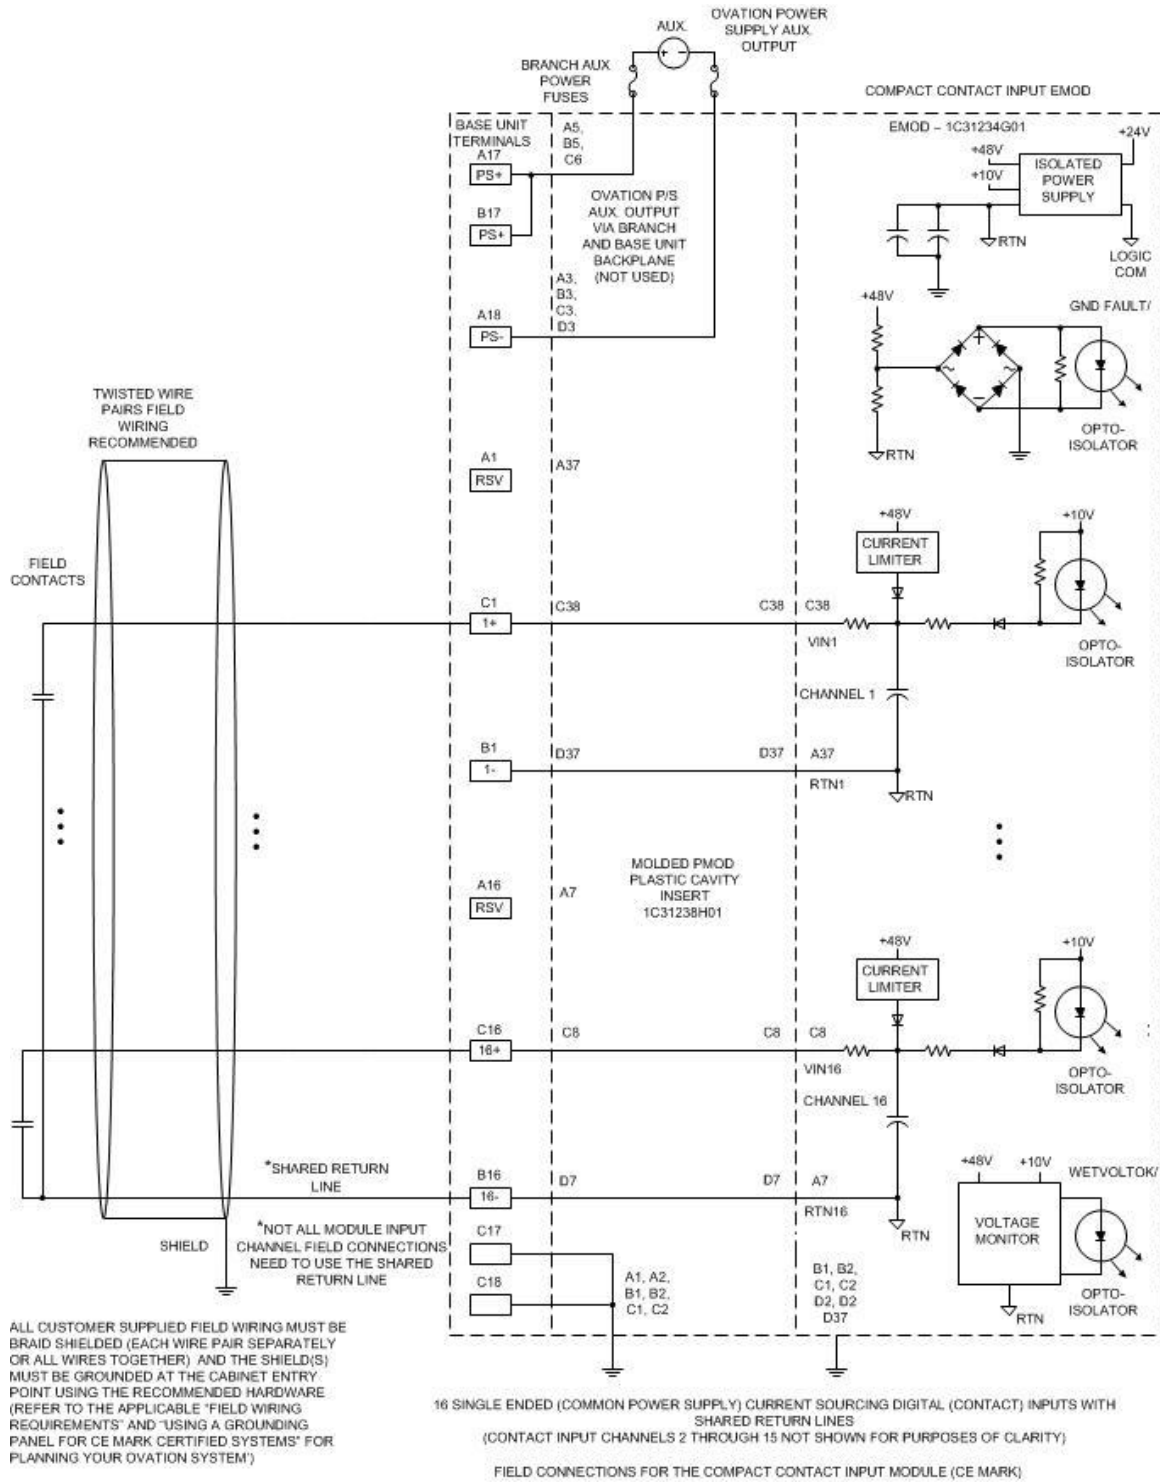 OVATION POWER
SUPPLY AUX.
OUTPUT
AUX.
+ -
BRANCH AUX
POWER
FUSES
COMPACT CONTACT INPUT EMOD
BASE UNIT
TERMINALS
A17
PS+
A5,
B5,
C6
B17
PS+
OVATION P/S
AUX. OUTPUT
VIA BRANCH
AND BASE UNIT
BACKPLANE
(NOT USED)
A3,
B3,
C3.
D3
A18
PS-
EMOD – 1C31234G01
+24V
+48V
+10V
ISOLATED
POWER
SUPPLY
RTN
LOGIC
COM
+48V
GND FAULT/
+
~ ~
–
OPTO-
ISOLATOR
RTN
TWISTED WIRE
PAIRS FIELD
WIRING
RECOMMENDED
A1
RSV
A37
FIELD
CONTACTS
+48V
CURRENT
LIMITER
+10V
C1
1+
C38
C38
C38
VIN1
OPTO-
ISOLATOR
CHANNEL 1
B1
1-
D37
D37
A37
RTN1
RTN
MOLDED PMOD
PLASTIC CAVITY
INSERT
1C31238H01
A16
RSV
A7
+48V
CURRENT
LIMITER
+10V
C16
16+
C8
C8
C8
VIN16
OPTO-
ISOLATOR
CHANNEL 16
*SHARED RETURN
LINE
B16
16-
D7
D7
A7
RTN16
RTN
+48V
+10V
WETVOLTOK/
VOLTAGE
MONITOR
OPTO-
ISOLATOR
RTN
SHIELD
*NOT ALL MODULE INPUT
CHANNEL FIELD CONNECTIONS
NEED TO USE THE SHARED
RETURN LINE
C17
C18
A1, A2,
B1, B2,
C1, C2
B1, B2,
C1, C2
D2, D2
D37
ALL CUSTOMER SUPPLIED FIELD WIRING MUST BE
BRAID SHIELDED (EACH WIRE PAIR SEPARATELY
OR ALL WIRES TOGETHER) AND THE SHIELD(S)
MUST BE GROUNDED AT THE CABINET ENTRY
POINT USING THE RECOMMENDED HARDWARE
(REFER TO THE APPLICABLE "FIELD WIRING
REQUIREMENTS" AND "USING A GROUNDING
PANEL FOR CE MARK CERTIFIED SYSTEMS" FOR
PLANNING YOUR OVATION SYSTEM")
16 SINGLE ENDED (COMMON POWER SUPPLY) CURRENT SOURCING DIGITAL (CONTACT) INPUTS WITH
SHARED RETURN LINES
(CONTACT INPUT CHANNELS 2 THROUGH 15 NOT SHOWN FOR PURPOSES OF CLARITY)
FIELD CONNECTIONS FOR THE COMPACT CONTACT INPUT MODULE (CE MARK)